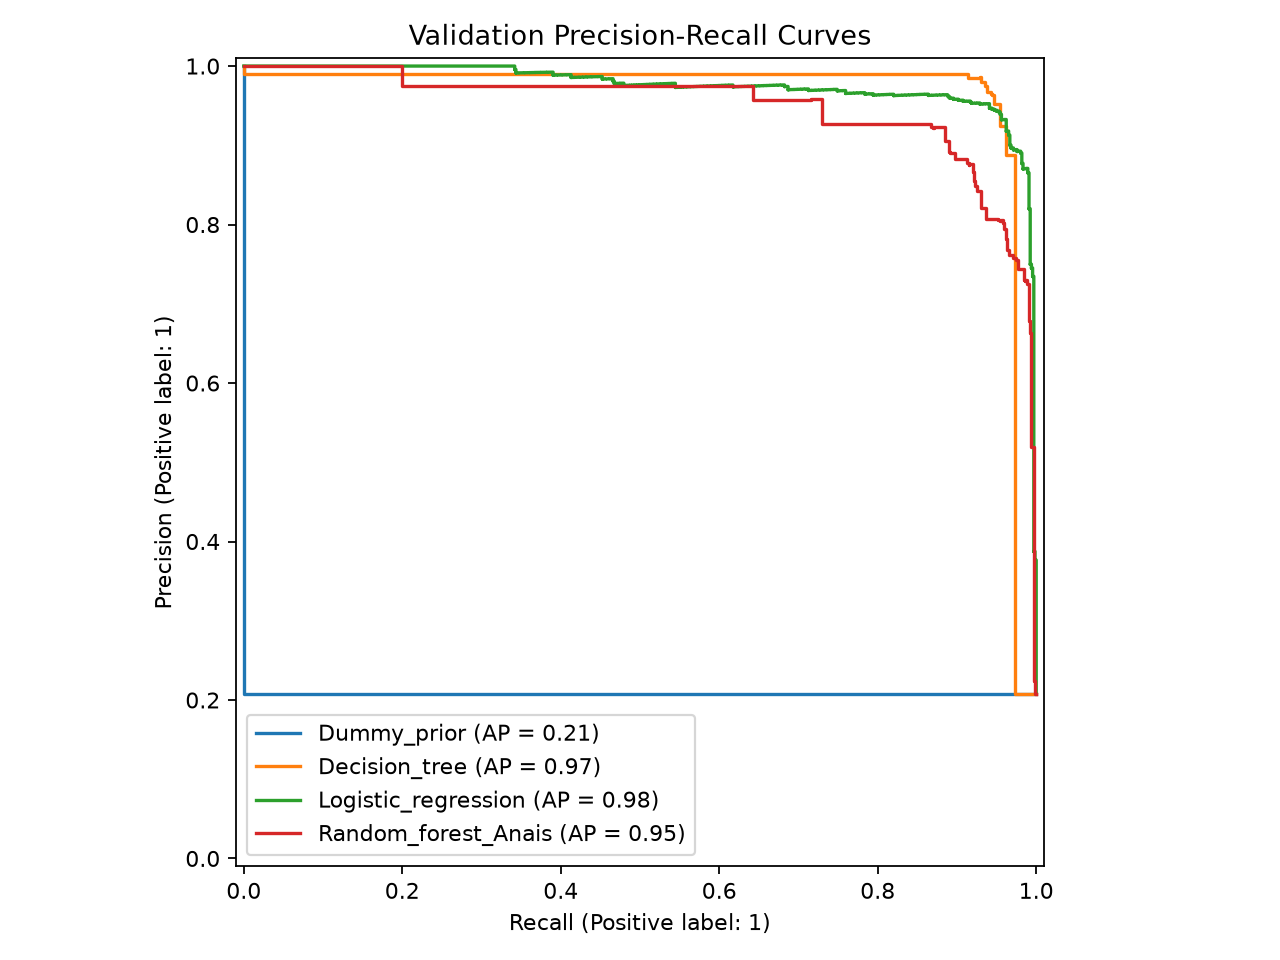 Validation Precision-Recall Curves
1.0
0.8
0.6
0.4
0.2
0.0
Precision (Positive label: 1)
Dummy_prior (AP = 0.21)
Decision_tree (AP = 0.97)
Logistic_regression (AP = 0.98)
Random_forest_Anais (AP = 0.95)
0.0 0.2 0.4 0.6 0.8 1.0
Recall (Positive label: 1)